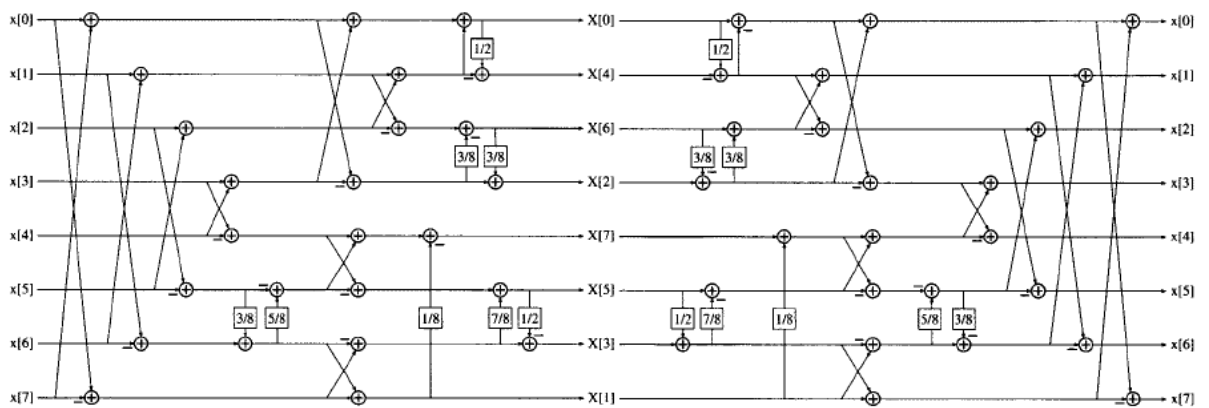 x[0] X[0] x[0]
1/2 1/2
x[1] X[4] x[1]
x[2] X[6] x[2]
3/8 3/8 3/8 3/8
x[3] X[2] x[3]
x[4] X[7] x[4]
x[5] X[5] x[5]
3/8 5/8 1/8 7/8 1/2 1/2 7/8 1/8 5/8 3/8
x[6] X[3] x[6]
x[7] X[1] x[7]